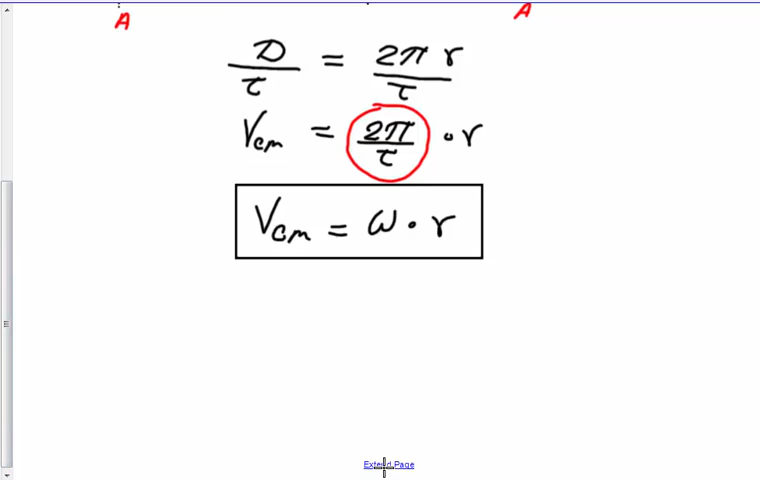 A A
D/τ = 2π r/τ
Vcm = 2π/τ · r
Vcm = ω · r
Extend Page